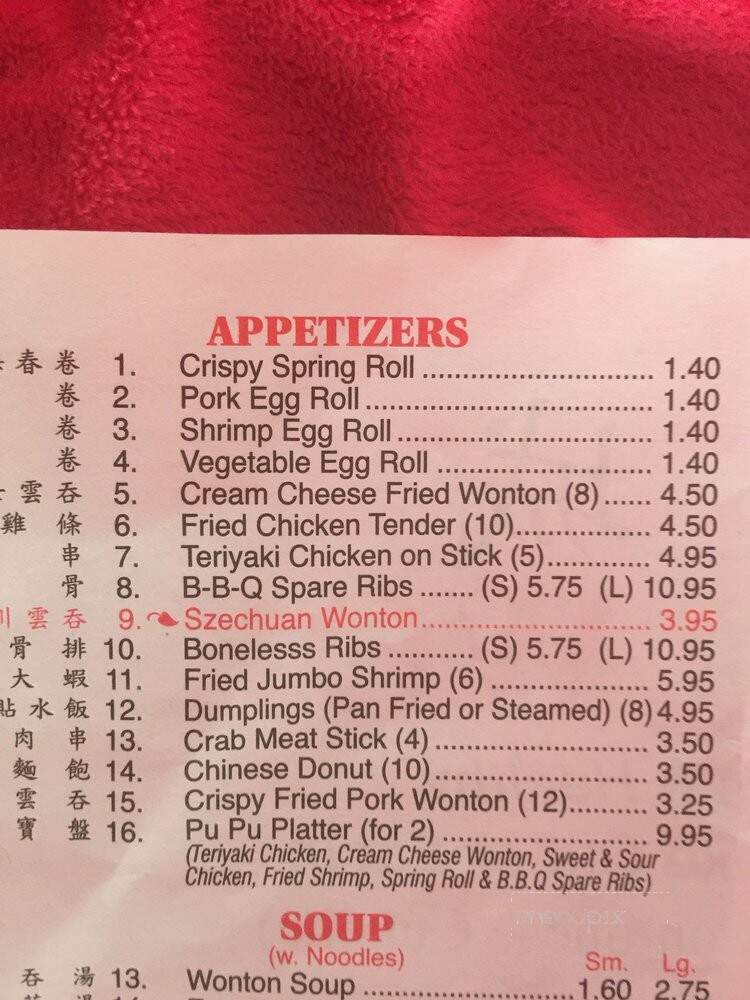 APPETIZERS
春 卷 1. Crispy Spring Roll ............................ 1.40
卷 2. Pork Egg Roll ................................... 1.40
卷 3. Shrimp Egg Roll ............................... 1.40
卷 4. Vegetable Egg Roll .......................... 1.40
雲 吞 5. Cream Cheese Fried Wonton (8) ...... 4.50
雞 條 6. Fried Chicken Tender (10) ................. 4.50
串 7. Teriyaki Chicken on Stick (5) ............. 4.95
骨 8. B-B-Q Spare Ribs ....... (S) 5.75 (L) 10.95
川 雲 吞 9. Szechuan Wonton ............................ 3.95
骨 排 10. Bonelesss Ribs ........... (S) 5.75 (L) 10.95
大 蝦 11. Fried Jumbo Shrimp (6) ................... 5.95
貼 水 飯 12. Dumplings (Pan Fried or Steamed) (8) 4.95
肉 串 13. Crab Meat Stick (4) .......................... 3.50
麵 飽 14. Chinese Donut (10) .......................... 3.50
雲 吞 15. Crispy Fried Pork Wonton (12) .......... 3.25
寶 盤 16. Pu Pu Platter (for 2) ......................... 9.95
(Teriyaki Chicken, Cream Cheese Wonton, Sweet & Sour
Chicken, Fried Shrimp, Spring Roll & B.B.Q Spare Ribs)
SOUP
(w. Noodles) Sm. Lg.
吞 湯 13. Wonton Soup .......................... 1.60 2.75